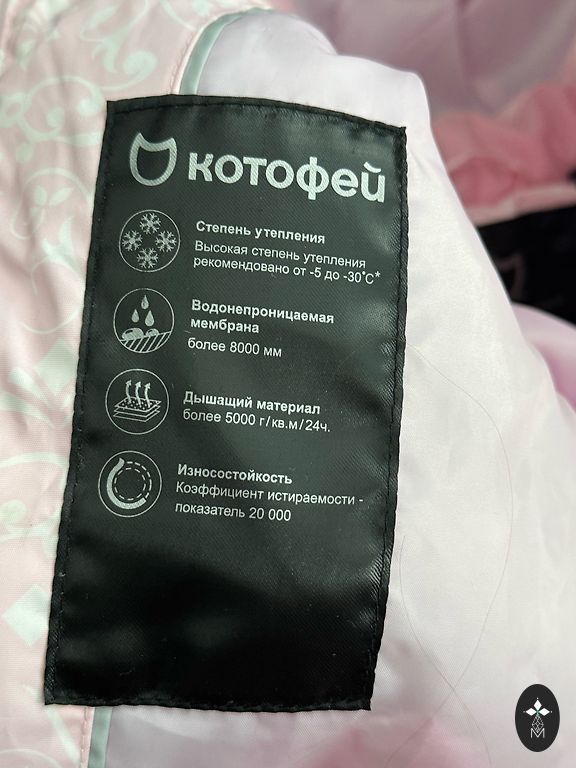 котофей
Степень утепления
Высокая степень утепления
рекомендовано от -5 до -30°С*
Водонепроницаемая
мембрана
более 8000 мм
Дышащий материал
более 5000 г/кв.м/24ч.
Износостойкость
Коэффициент истираемости -
показатель 20 000
M